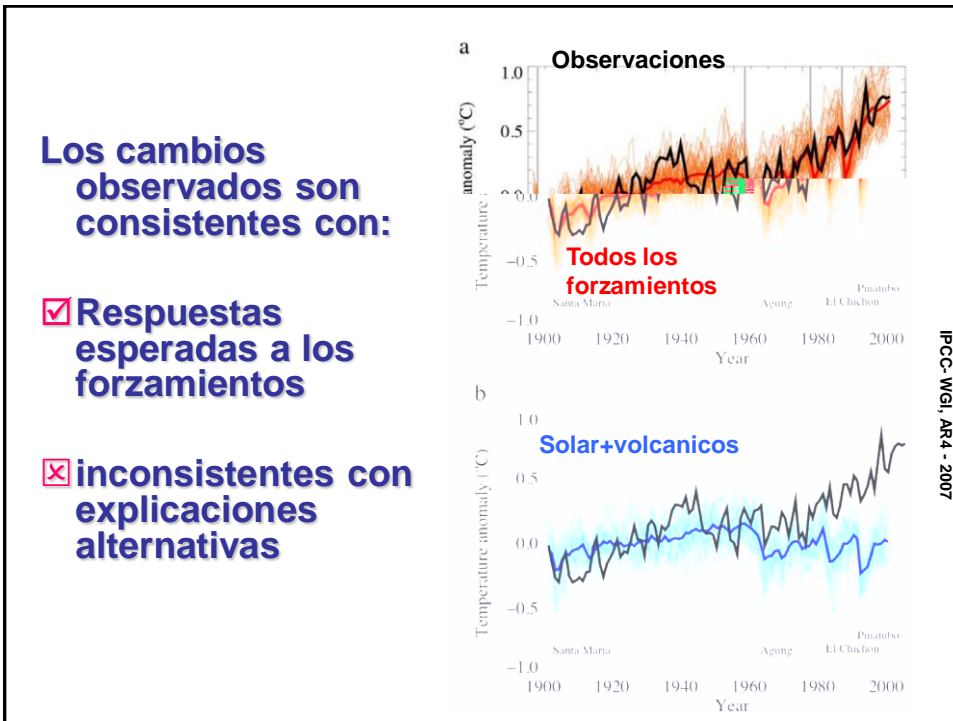 Los cambios
observados son
consistentes con:
Respuestas
esperadas a los
forzamientos
inconsistentes con
explicaciones
alternativas
a
Observaciones
1.0
0.5
0.0
−0.5
−1.0
anomaly (°C)
Temperature
Todos los
forzamientos
Santa Maria
Agung
El Chichon
Pinatubo
1900 1920 1940 1960 1980 2000
Year
b
Solar+volcanicos
1.0
0.5
0.0
−0.5
−1.0
Temperature anomaly (°C)
Santa Maria
Agung
El Chichon
Pinatubo
1900 1920 1940 1960 1980 2000
Year
IPCC- WGI, AR4 - 2007